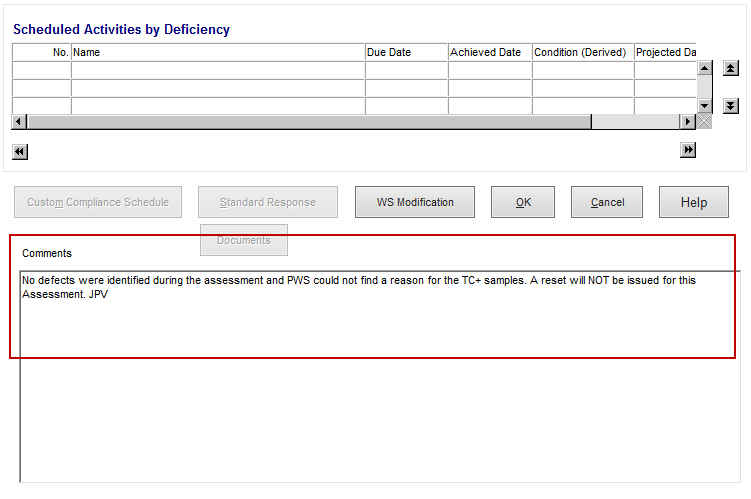 Scheduled Activities by Deficiency
No. Name Due Date Achieved Date Condition (Derived) Projected Da
Custom Compliance Schedule Standard Response WS Modification OK Cancel Help
Documents
Comments
No defects were identified during the assessment and PWS could not find a reason for the TC+ samples. A reset will NOT be issued for this
Assessment. JPV